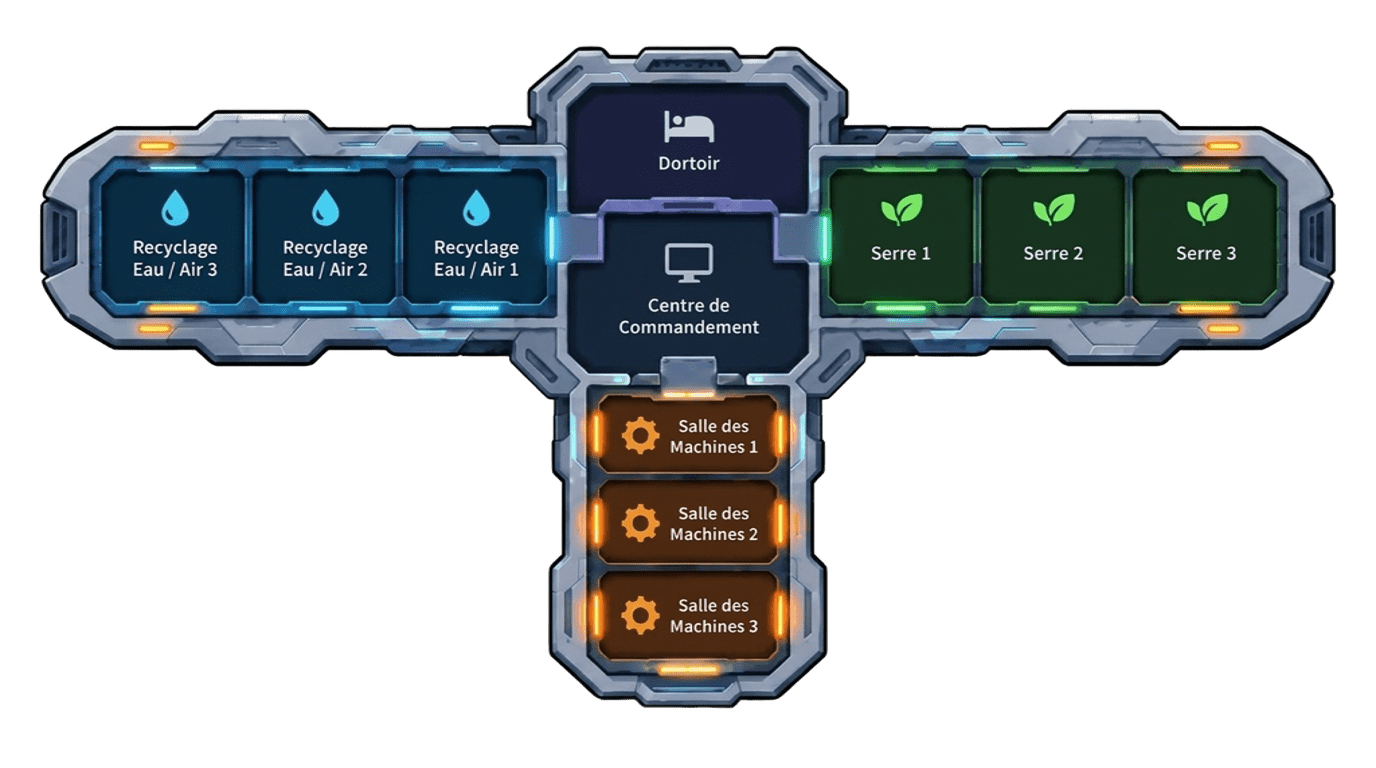 Dortoir
Recyclage
Eau / Air 3
Recyclage
Eau / Air 2
Recyclage
Eau / Air 1
Serre 1
Serre 2
Serre 3
Centre de
Commandement
Salle des
Machines 1
Salle des
Machines 2
Salle des
Machines 3